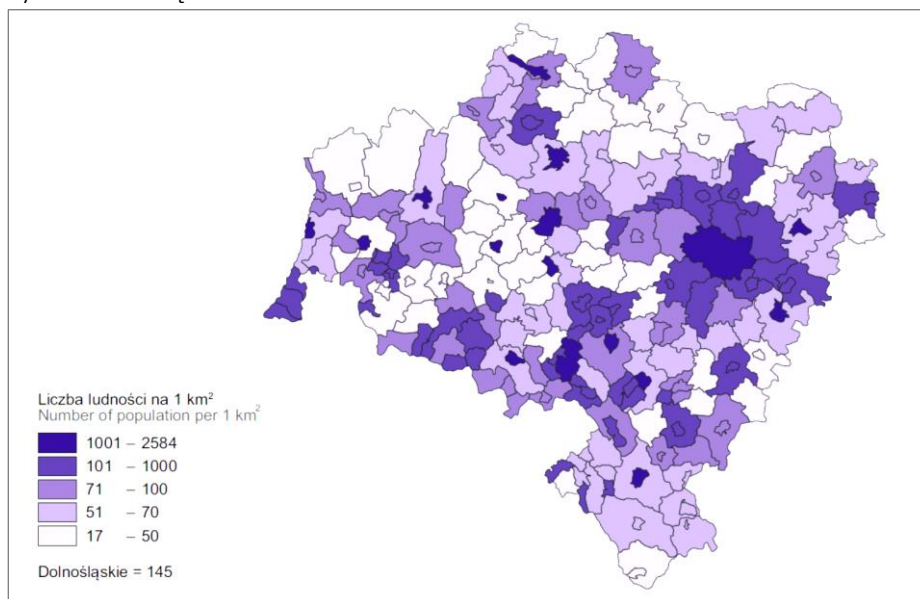 Liczba ludności na 1 km²
Number of population per 1 km²
1001 – 2584
101 – 1000
71 – 100
51 – 70
17 – 50
Dolnośląskie = 145